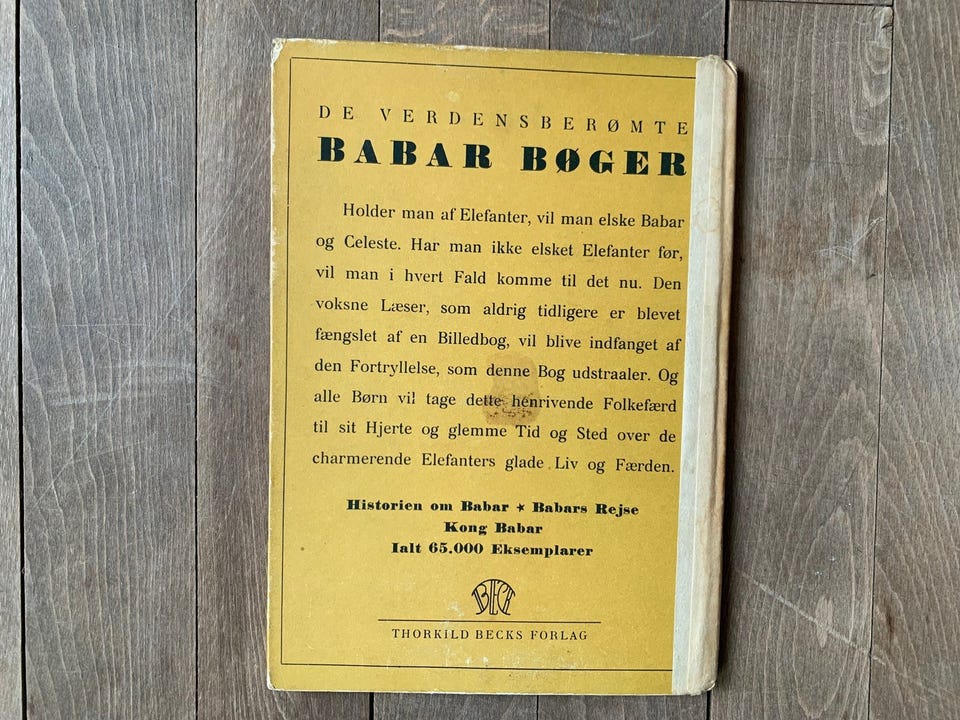 DE VERDENSBERØMTE
BABAR BØGER
Holder man af Elefanter, vil man elske Babar
og Celeste. Har man ikke elsket Elefanter før,
vil man i hvert Fald komme til det nu. Den
voksne Læser, som aldrig tidligere er blevet
fængslet af en Billedbog, vil blive indfanget af
den Fortryllelse, som denne Bog udstraaler. Og
alle Børn vil tage dette henrivende Folkefærd
til sit Hjerte og glemme Tid og Sted over de
charmerende Elefanters glade Liv og Færden.
Historien om Babar ★ Babars Rejse
Kong Babar
Ialt 65.000 Eksemplarer
BECK
THORKILD BECKS FORLAG